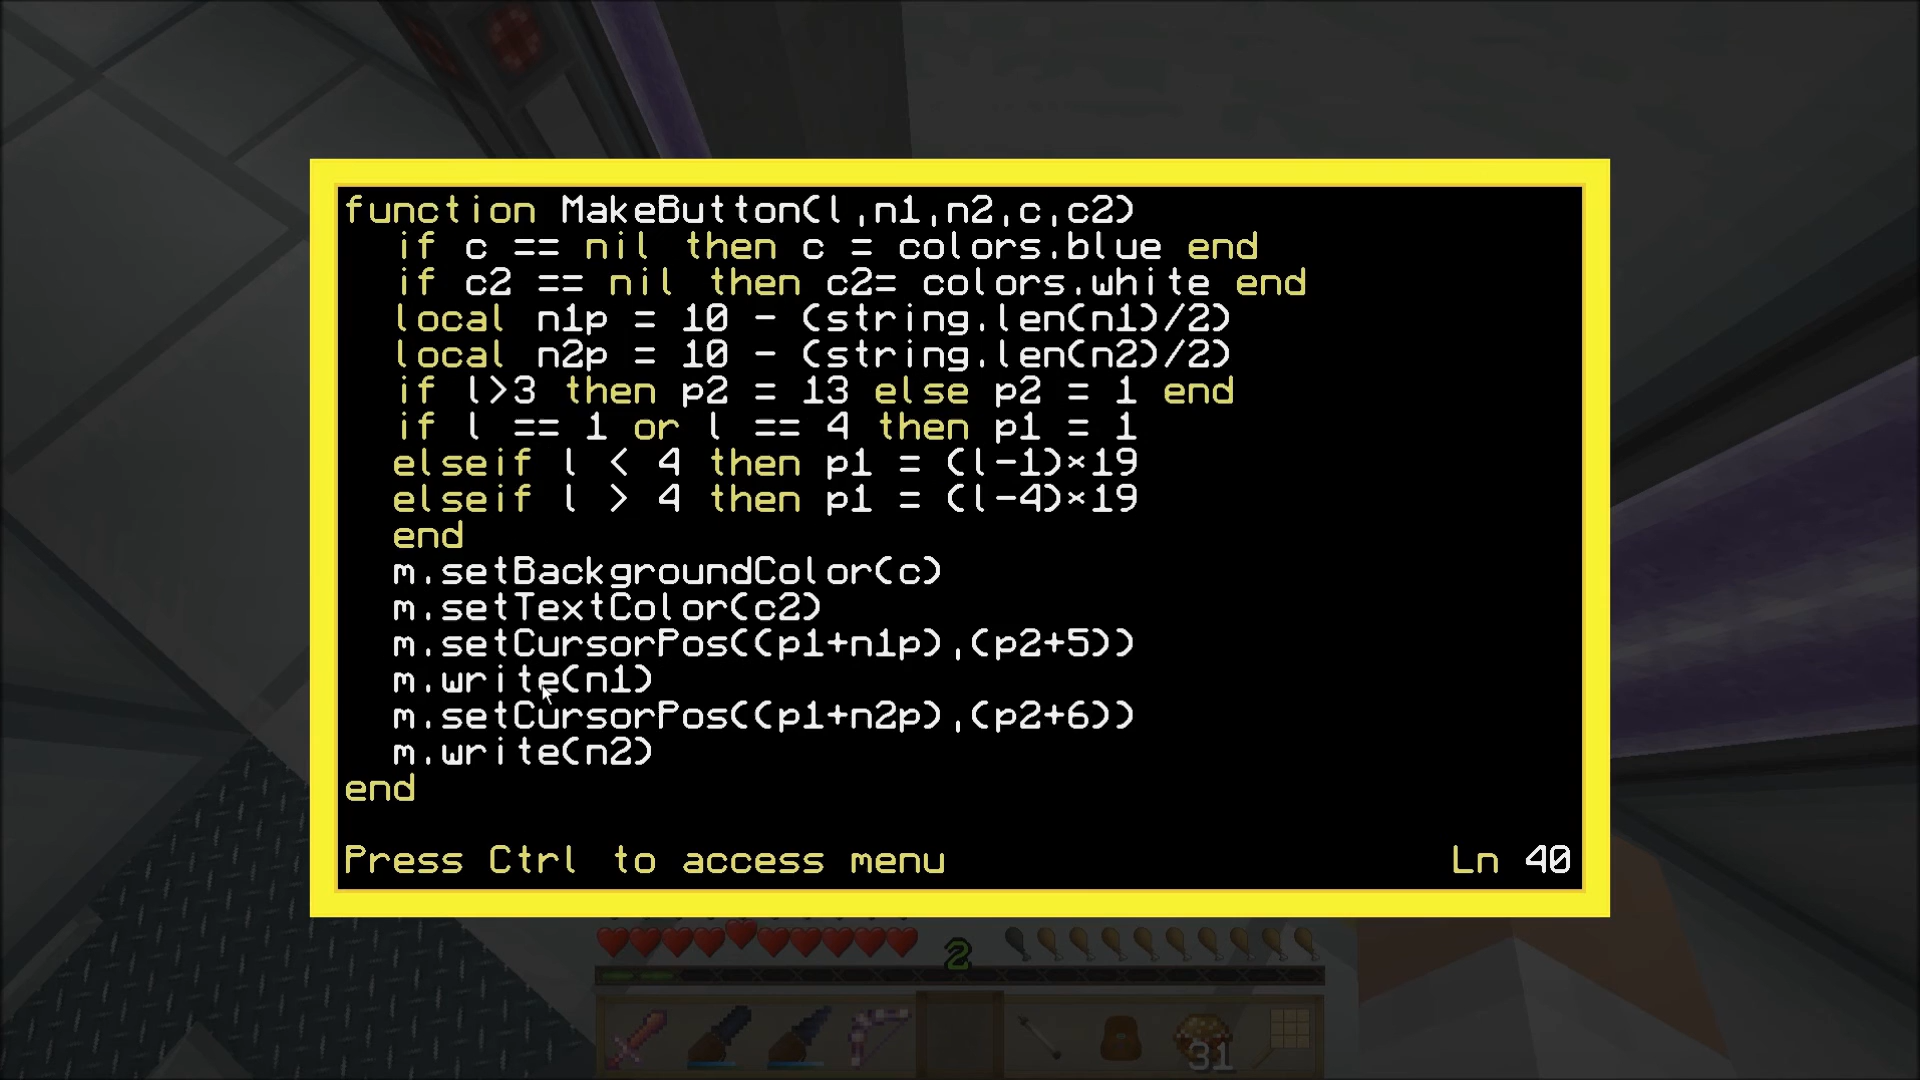 function MakeButton(l,n1,n2,c,c2)
if c == nil then c = colors.blue end
if c2 == nil then c2= colors.white end
local n1p = 10 - (string.len(n1)/2)
local n2p = 10 - (string.len(n2)/2)
if l>3 then p2 = 13 else p2 = 1 end
if l == 1 or l == 4 then p1 = 1
elseif l < 4 then p1 = (l-1)*19
elseif l > 4 then p1 = (l-4)*19
end
m.setBackgroundColor(c)
m.setTextColor(c2)
m.setCursorPos((p1+n1p),(p2+5))
m.write(n1)
m.setCursorPos((p1+n2p),(p2+6))
m.write(n2)
end
Press Ctrl to access menu Ln 40
2
31